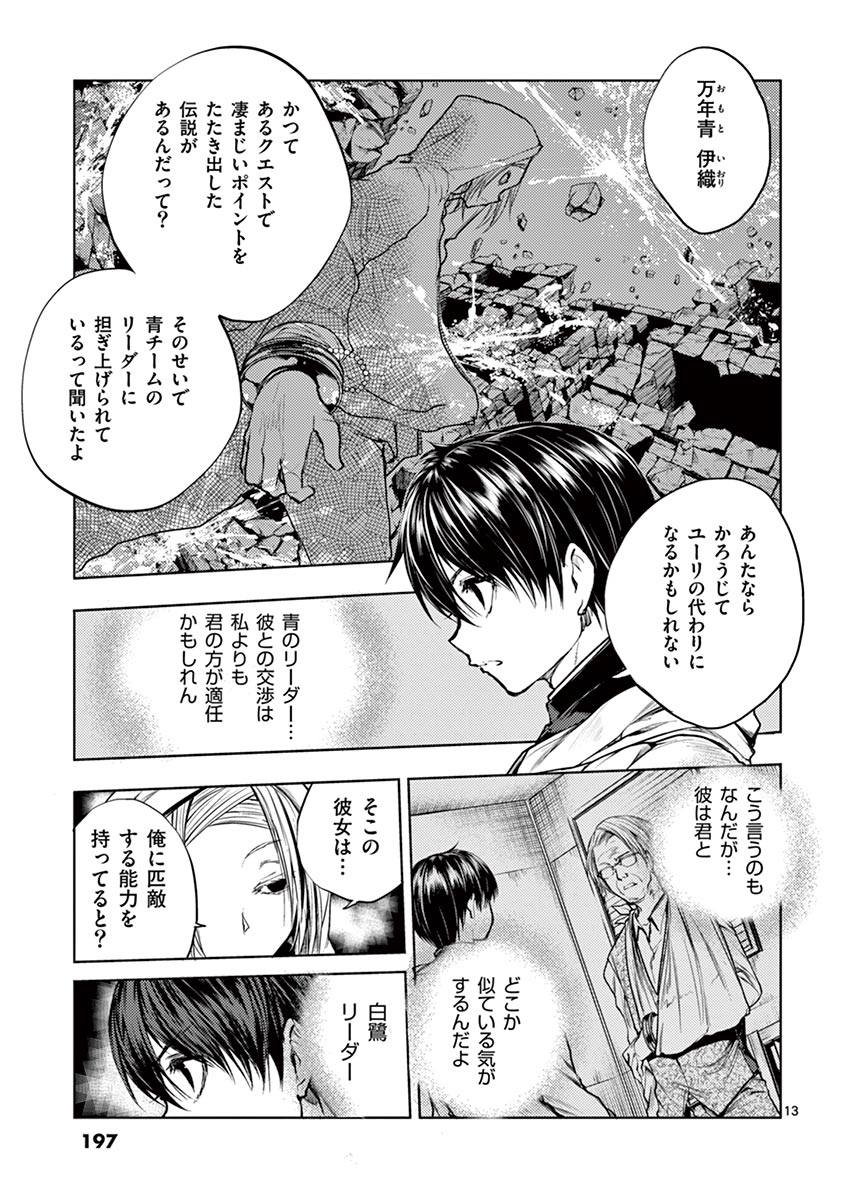 万年青 伊織
おもと いおり
かつて
あるクエストで
凄まじいポイントを
たたき出した
伝説が
あるんだって？
そのせいで
青チームの
リーダーに
担ぎ上げられて
いるって聞いたよ
あんたなら
かろうじて
ユーリの代わりに
なるかもしれない
青のリーダー…
彼との交渉は
私よりも
君の方が適任
かもしれん
こう言うのも
なんだが…
彼は君と
どこか
似ている気が
するんだよ
そこの
彼女は…
俺に匹敵
する能力を
持ってると？
白鷺
リーダー
13
197